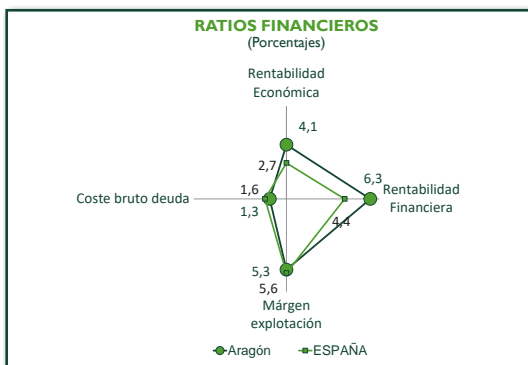 RATIOS FINANCIEROS
(Porcentajes)
Rentabilidad
Económica
4,1
2,7
6,3
Rentabilidad
Financiera
4,4
Coste bruto deuda
1,6
1,3
5,3
5,6
Márgen
explotación
Aragón
ESPAÑA